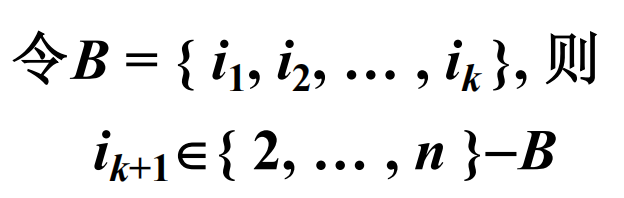 令B = { i₁, i₂, … , iₖ }, 则
iₖ₊₁∈{ 2, … , n }−B